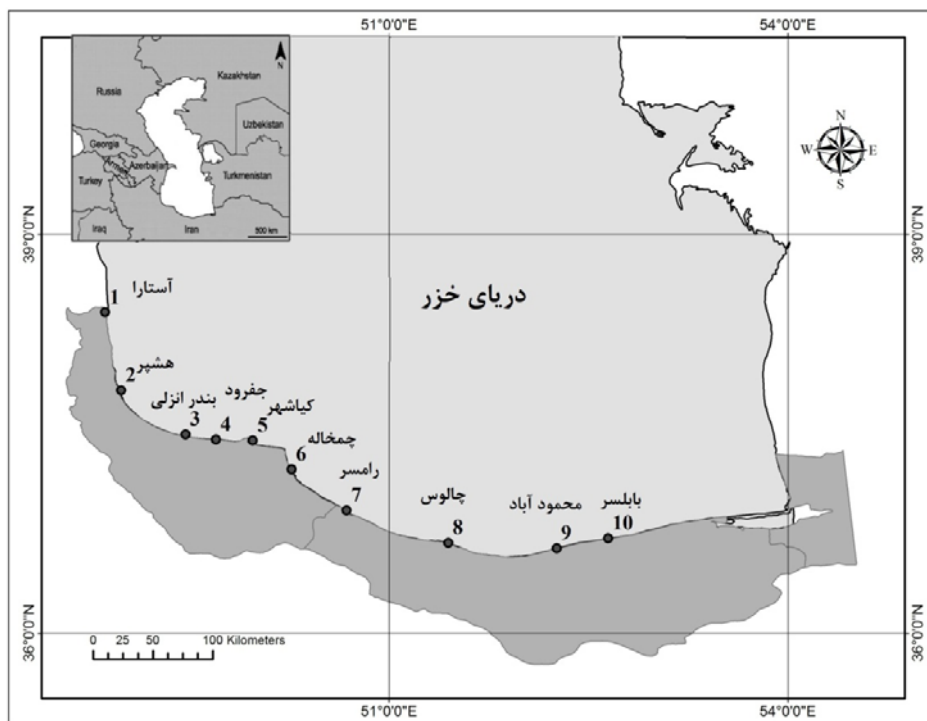 51°0'0"E
54°0'0"E
N
Kazakhstan
Russia
Uzbekistan
Georgia
Azerbaijan
Turkey
Turkmenistan
Iraq
Iran
500 km
N
W
E
S
39°0'0"N
39°0'0"N
دریای خزر
آستارا
1
هشپر
2
بندر انزلی
3
جفرود
4
کیاشهر
5
چمخاله
6
رامسر
7
چالوس
8
محمود آباد
9
بابلسر
10
36°0'0"N
36°0'0"N
0 25 50 100 Kilometers
51°0'0"E
54°0'0"E